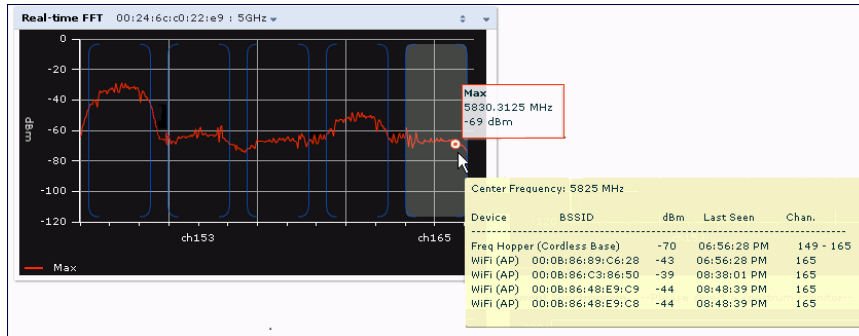 Real-time FFT 00:24:6c:c0:22:e9 : 5GHz
0
-20
-40
-60
-80
-100
-120
dBm
ch153
ch165
Max
Max
5830.3125 MHz
-69 dBm
Center Frequency: 5825 MHz
Device BSSID dBm Last Seen Chan.
Freq Hopper (Cordless Base) -70 06:56:28 PM 149 - 165
WiFi (AP) 00:0B:86:89:C6:28 -43 06:56:28 PM 165
WiFi (AP) 00:0B:86:C3:86:50 -39 08:38:01 PM 165
WiFi (AP) 00:0B:86:48:E9:C9 -44 08:48:39 PM 165
WiFi (AP) 00:0B:86:48:E9:C8 -44 08:48:39 PM 165